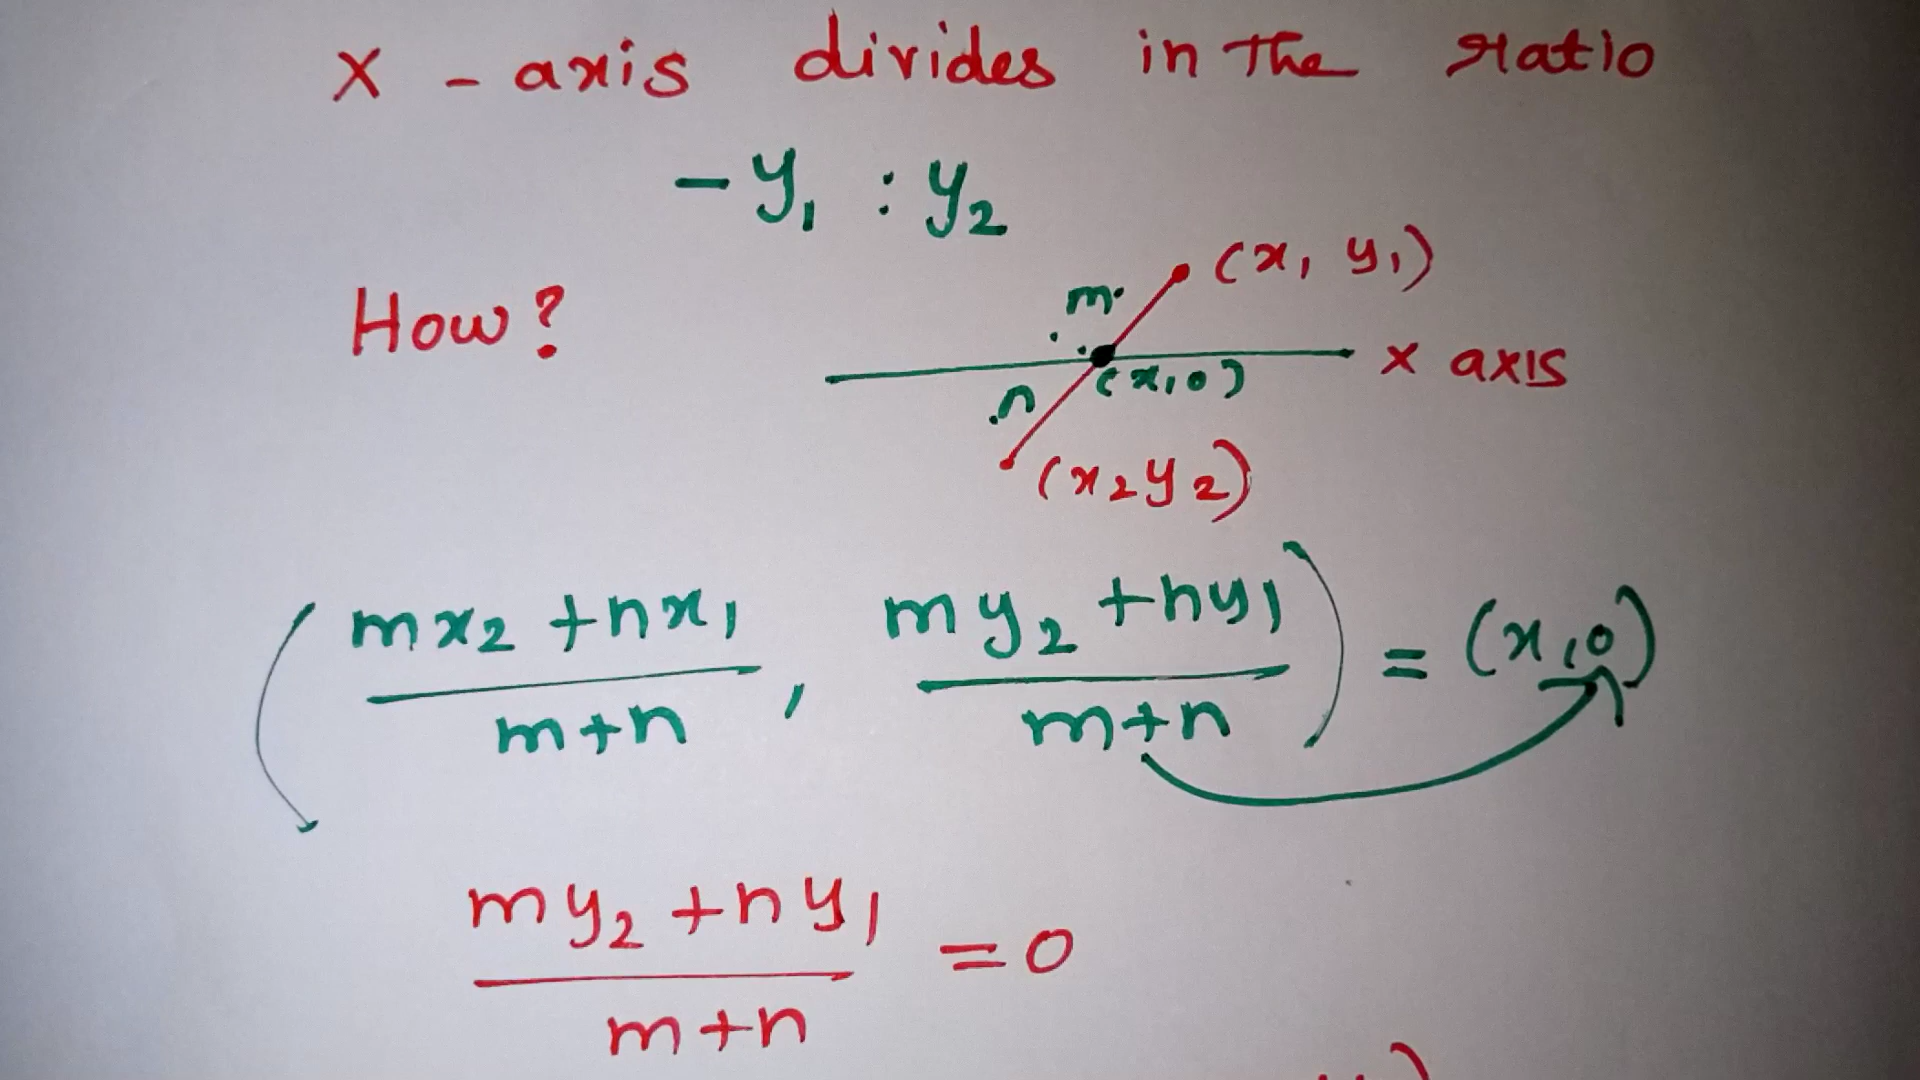 X - axis divides in the ratio
- y₁ : y₂
How?
(x₁ y₁)
m
x axis
(x,0)
n
(x₂ y₂)
(mx₂ + nx₁ / m+n , my₂ + ny₁ / m+n) = (x,0)
my₂ + ny₁ / m+n = 0